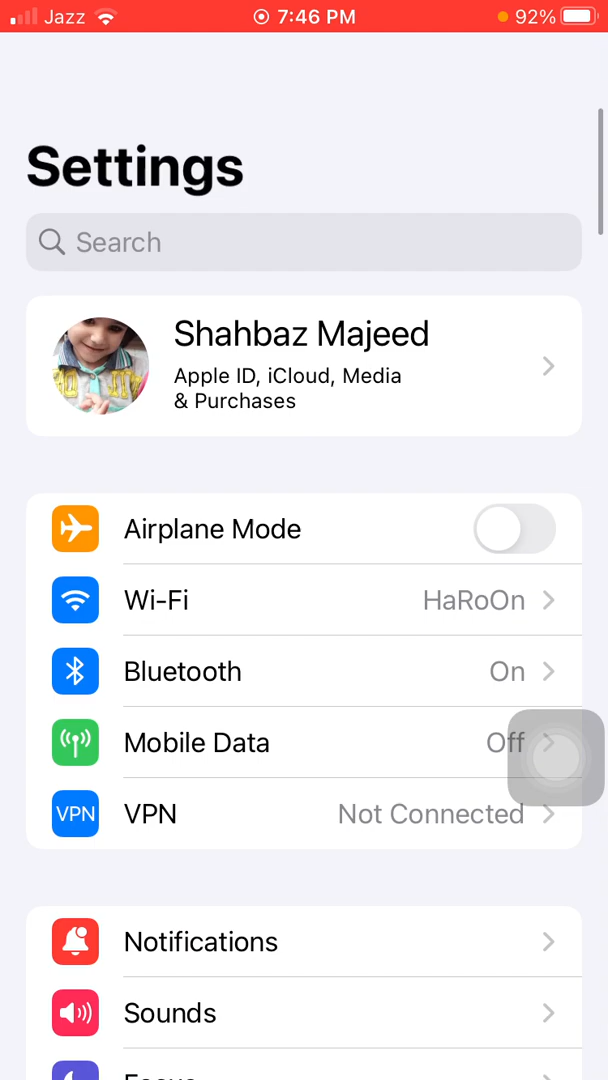 Jazz 7:46 PM 92%
Settings
Search
Shahbaz Majeed
Apple ID, iCloud, Media
& Purchases
Airplane Mode
Wi-Fi HaRoOn
Bluetooth On
Mobile Data Off
VPN VPN Not Connected
Notifications
Sounds
Focus